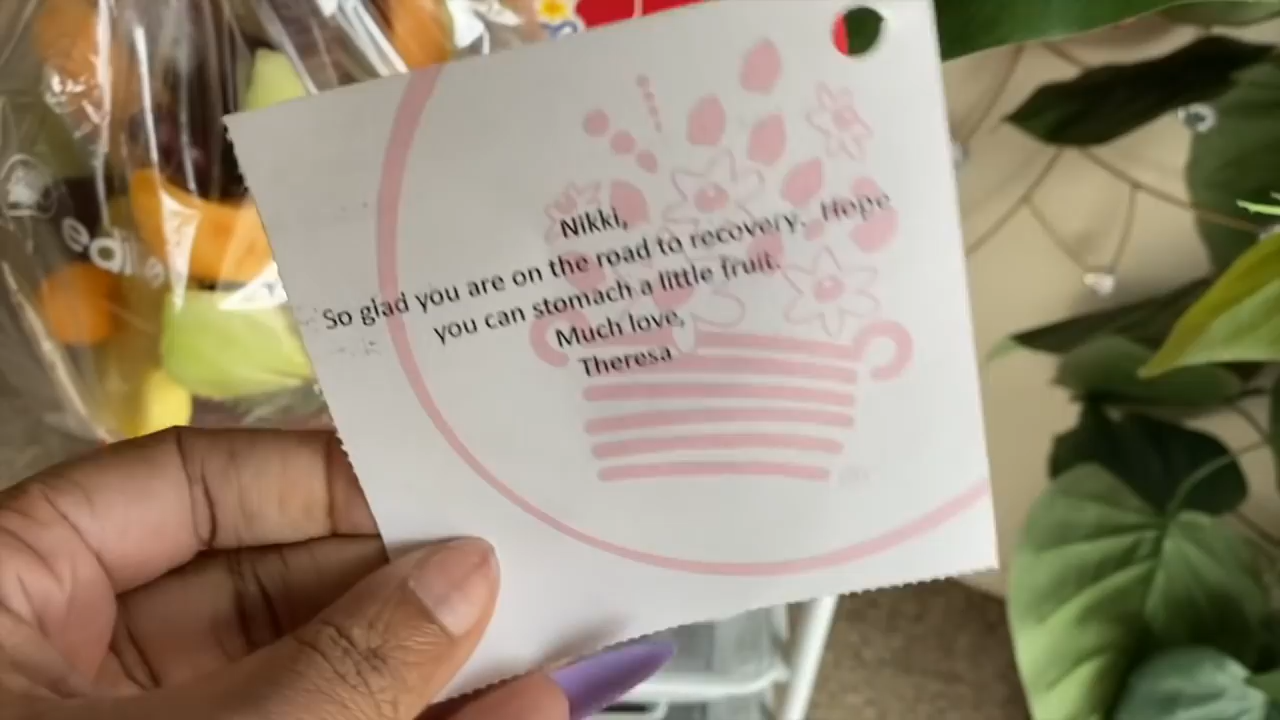 Nikki,
So glad you are on the road to recovery. Hope
you can stomach a little fruit.
Much love,
Theresa